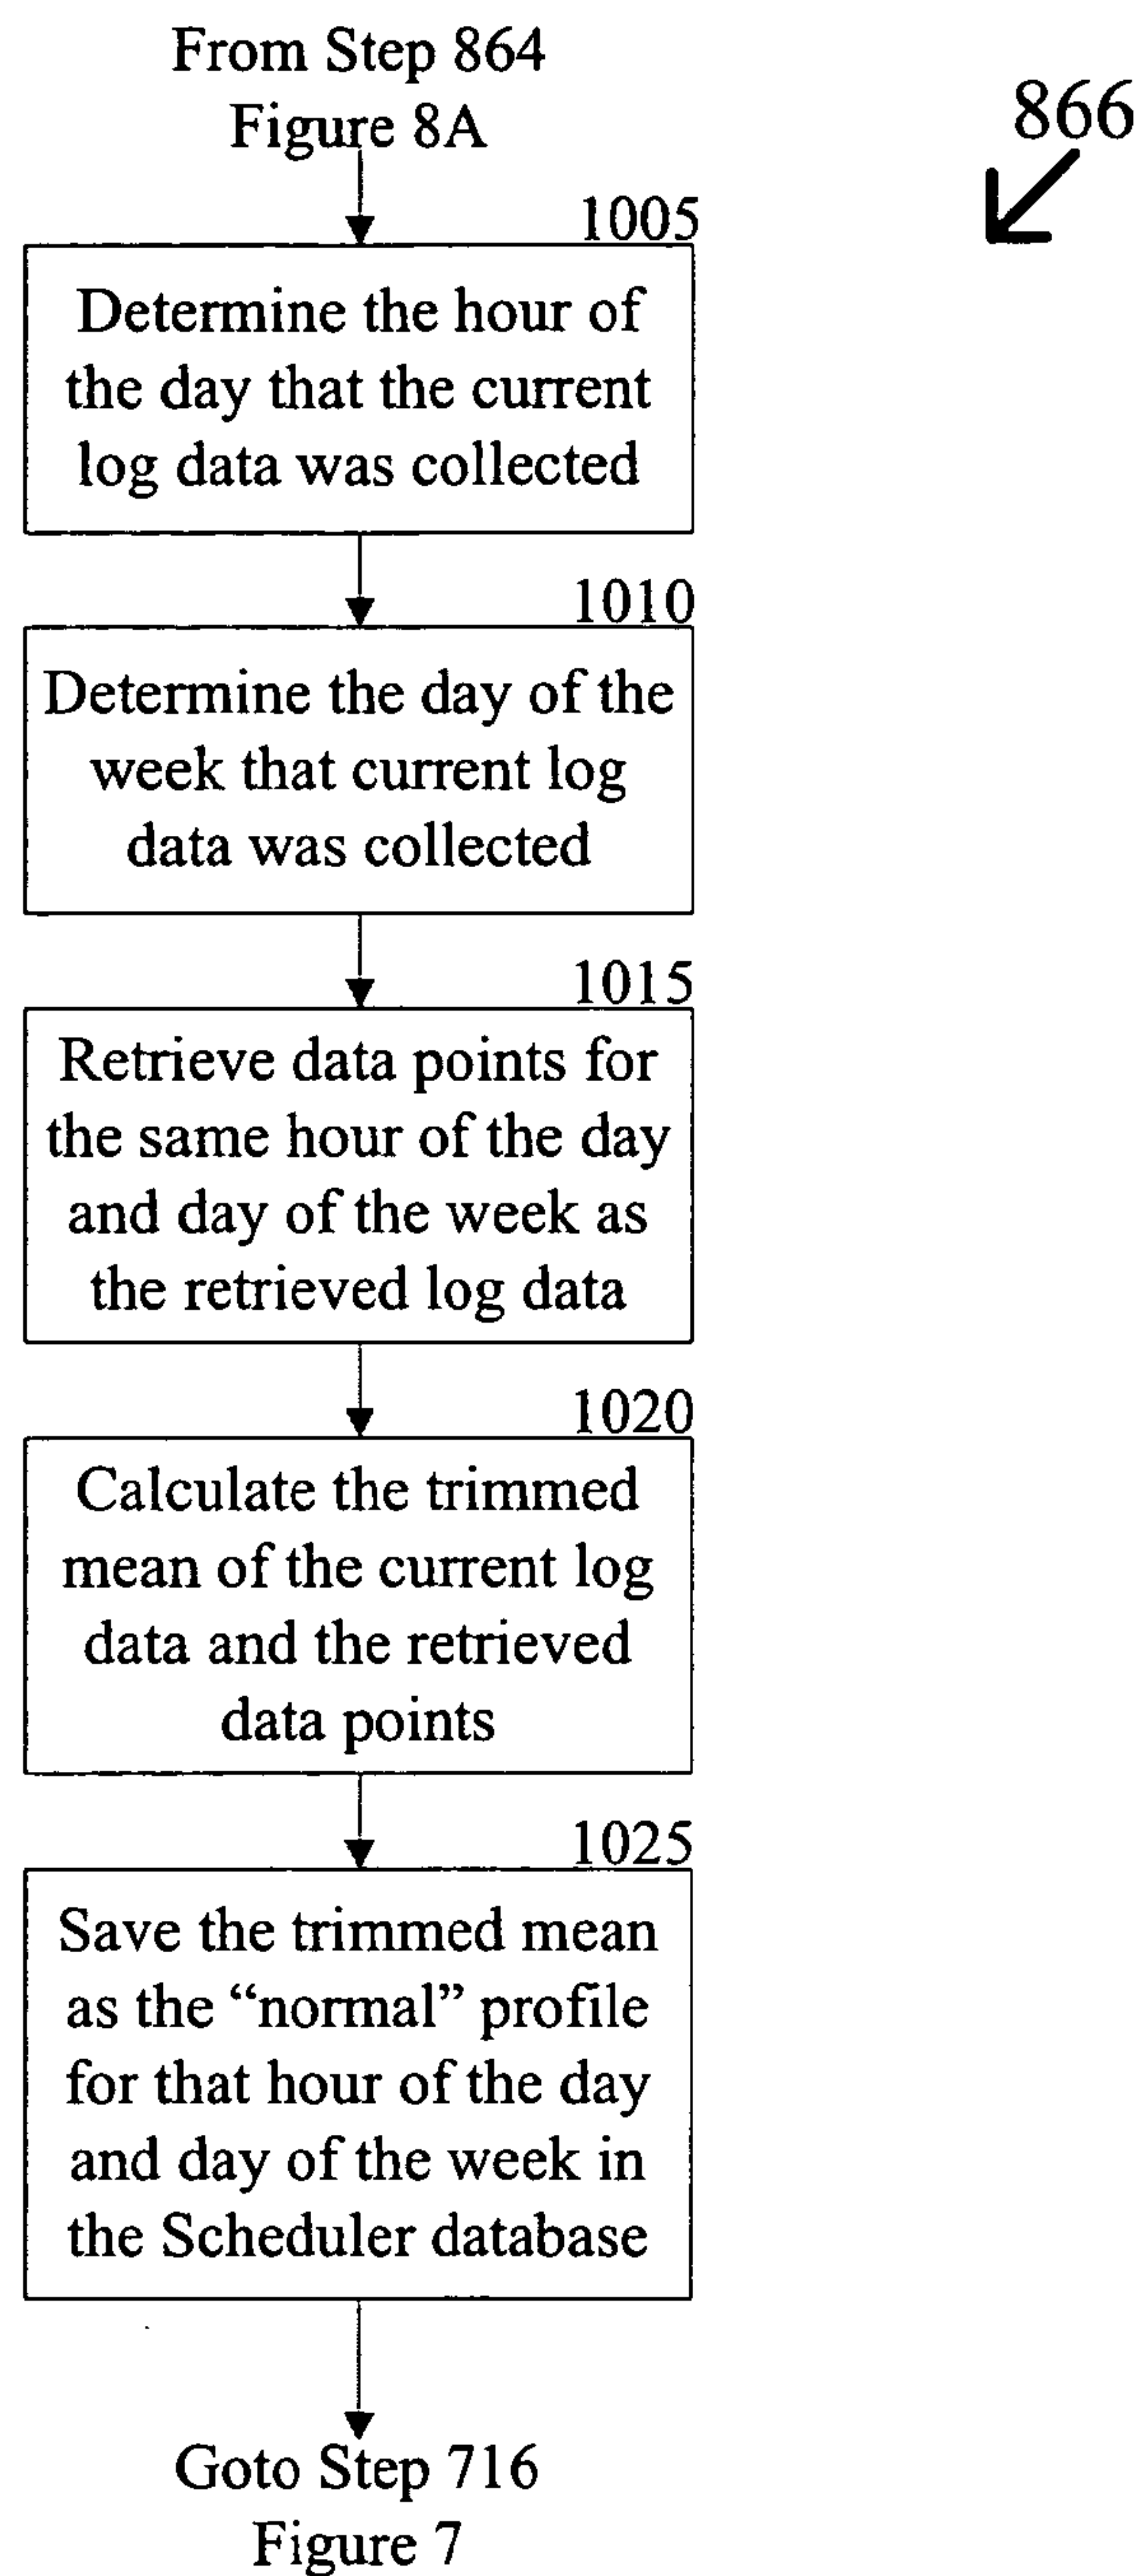 From Step 864
Figure 8A
866
1005
Determine the hour of
the day that the current
log data was collected
1010
Determine the day of the
week that current log
data was collected
1015
Retrieve data points for
the same hour of the day
and day of the week as
the retrieved log data
1020
Calculate the trimmed
mean of the current log
data and the retrieved
data points
1025
Save the trimmed mean
as the “normal” profile
for that hour of the day
and day of the week in
the Scheduler database
Goto Step 716
Figure 7